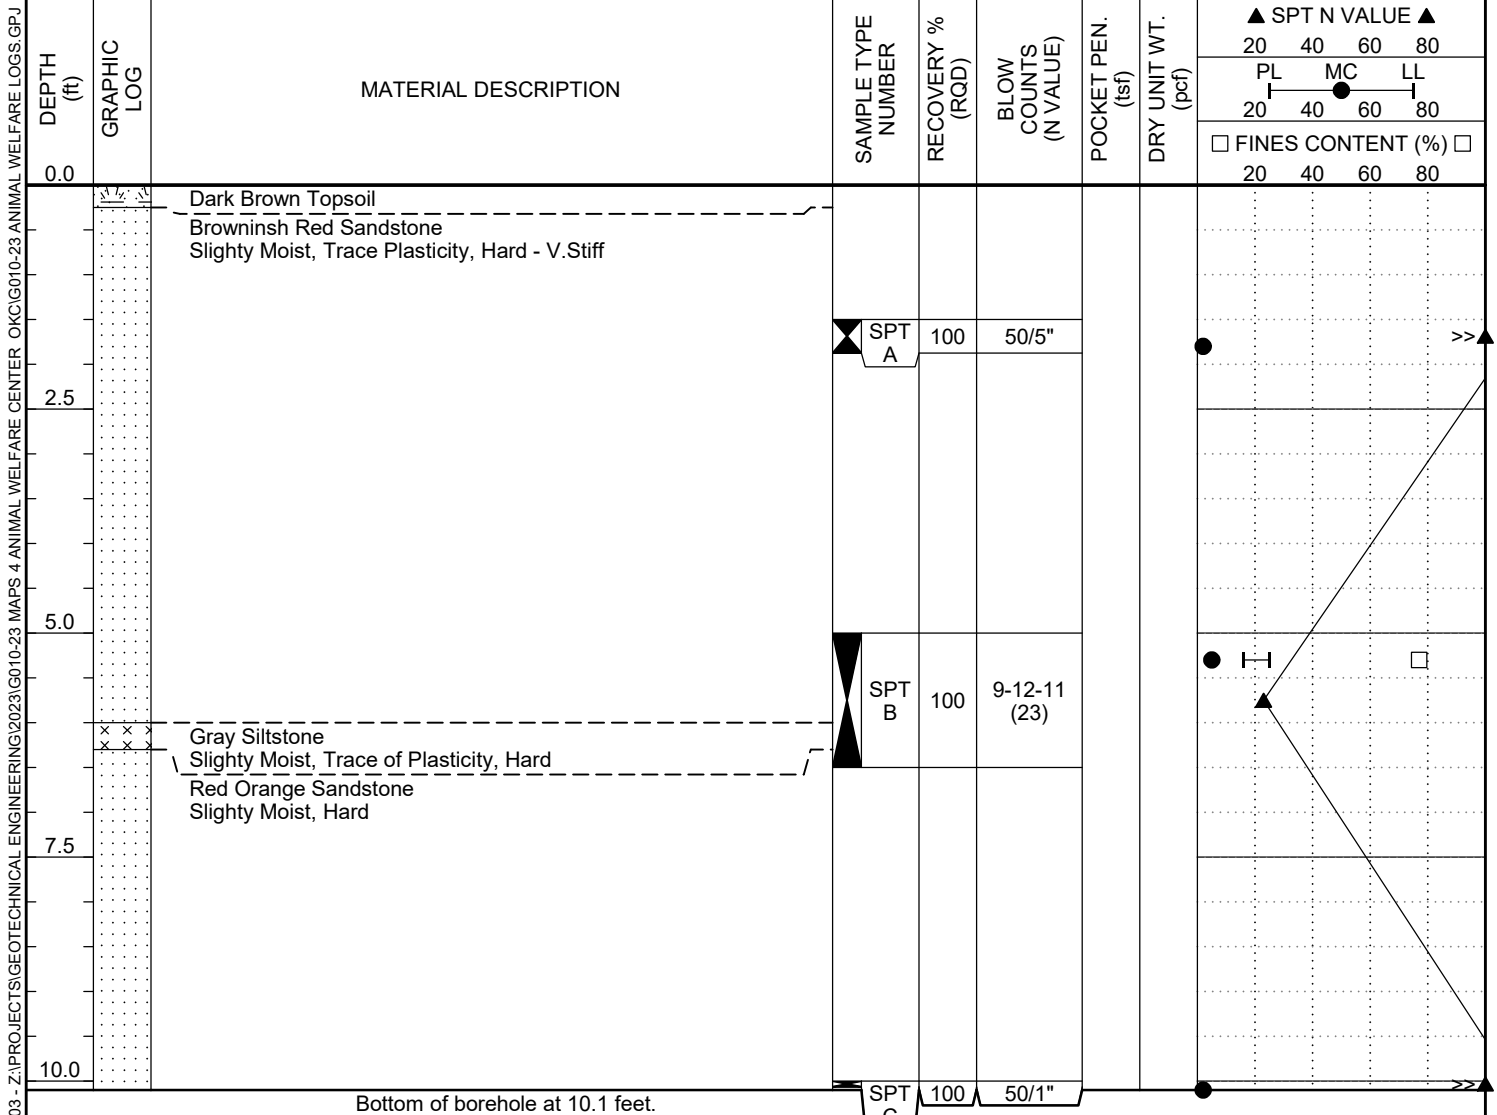 03 - Z:\PROJECTS\GEOTECHNICAL ENGINEERING\2023\G010-23 MAPS 4 ANIMAL WELFARE CENTER OKC\G010-23 ANIMAL WELFARE LOGS.GPJ
DEPTH
(ft)
GRAPHIC
LOG
MATERIAL DESCRIPTION
SAMPLE TYPE
NUMBER
RECOVERY %
(RQD)
BLOW
COUNTS
(N VALUE)
POCKET PEN.
(tsf)
DRY UNIT WT.
(pcf)
▲ SPT N VALUE ▲
20 40 60 80
PL MC LL
20 40 60 80
□ FINES CONTENT (%) □
20 40 60 80
0.0
Dark Brown Topsoil
Browninsh Red Sandstone
Slighty Moist, Trace Plasticity, Hard - V.Stiff
SPT
A
100
50/5"
>>
2.5
5.0
SPT
B
100
9-12-11
(23)
Gray Siltstone
Slighty Moist, Trace of Plasticity, Hard
Red Orange Sandstone
Slighty Moist, Hard
7.5
10.0
SPT
100
50/1"
>>
Bottom of borehole at 10.1 feet.